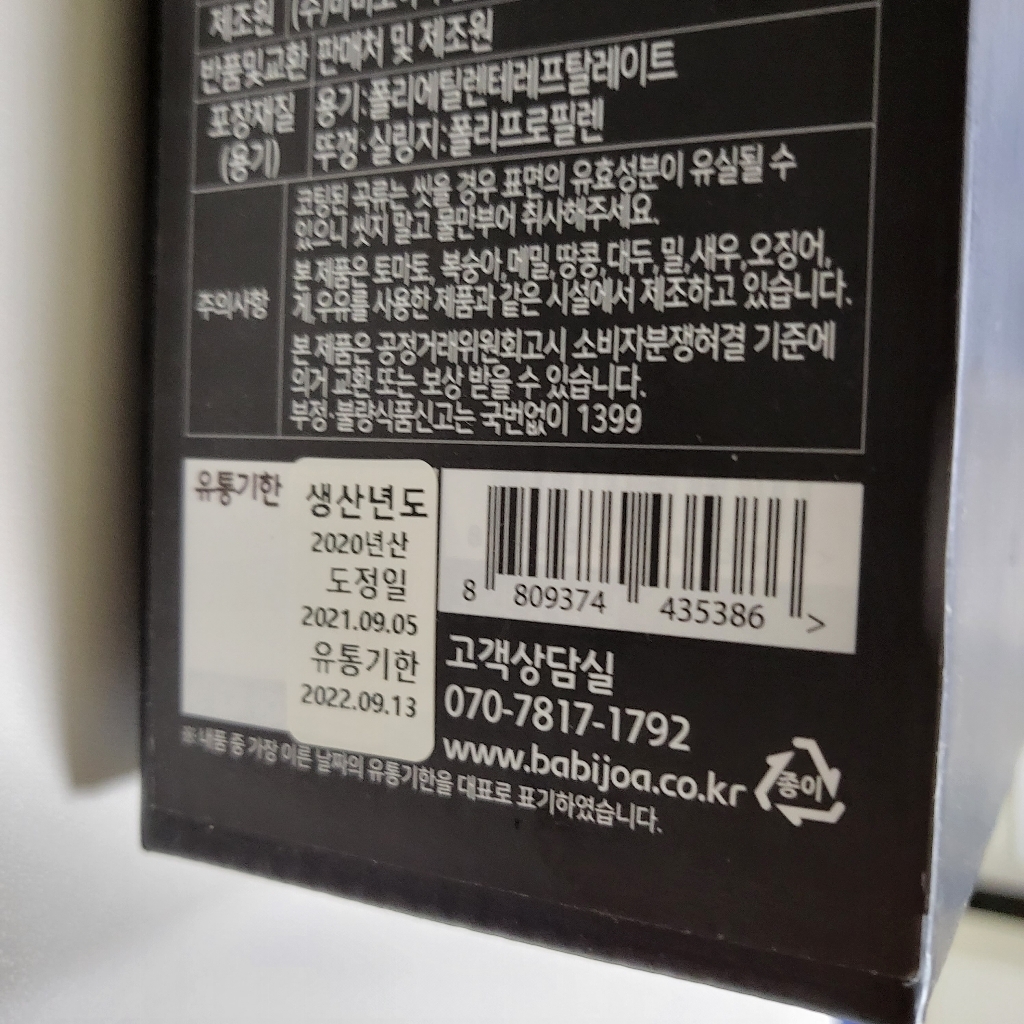 제조원 (주)
반품및교환 판매처 및 제조원
포장재질 (용기) 용기:폴리에틸렌테레프탈레이트
뚜껑·실링지:폴리프로필렌
주의사항
코팅된 곡류는 씻을 경우 표면의 유효성분이 유실될 수
있으니 씻지 말고 물만부어 취사해주세요.
본 제품은 토마토, 복숭아,메밀,땅콩,대두,밀,새우,오징어,
게,우유를 사용한 제품과 같은 시설에서 제조하고 있습니다.
본 제품은 공정거래위원회고시 소비자분쟁허결 기준에
의거 교환 또는 보상 받을 수 있습니다.
부정·불량식품신고는 국번없이 1399
유통기한
생산년도
2020년산
도정일
2021.09.05
유통기한
2022.09.13
8 809374 435386 >
고객상담실
070-7817-1792
www.babijoa.co.kr
종이
※ 내품 중 가장 이른 날짜의 유통기한을 대표로 표기하였습니다.